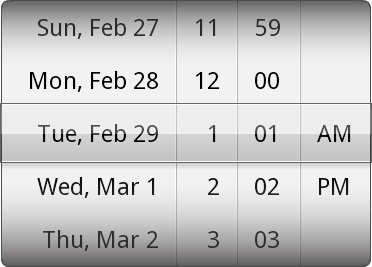 Sun, Feb 27 11 59
Mon, Feb 28 12 00
Tue, Feb 29 1 01 AM
Wed, Mar 1 2 02 PM
Thu, Mar 2 3 03